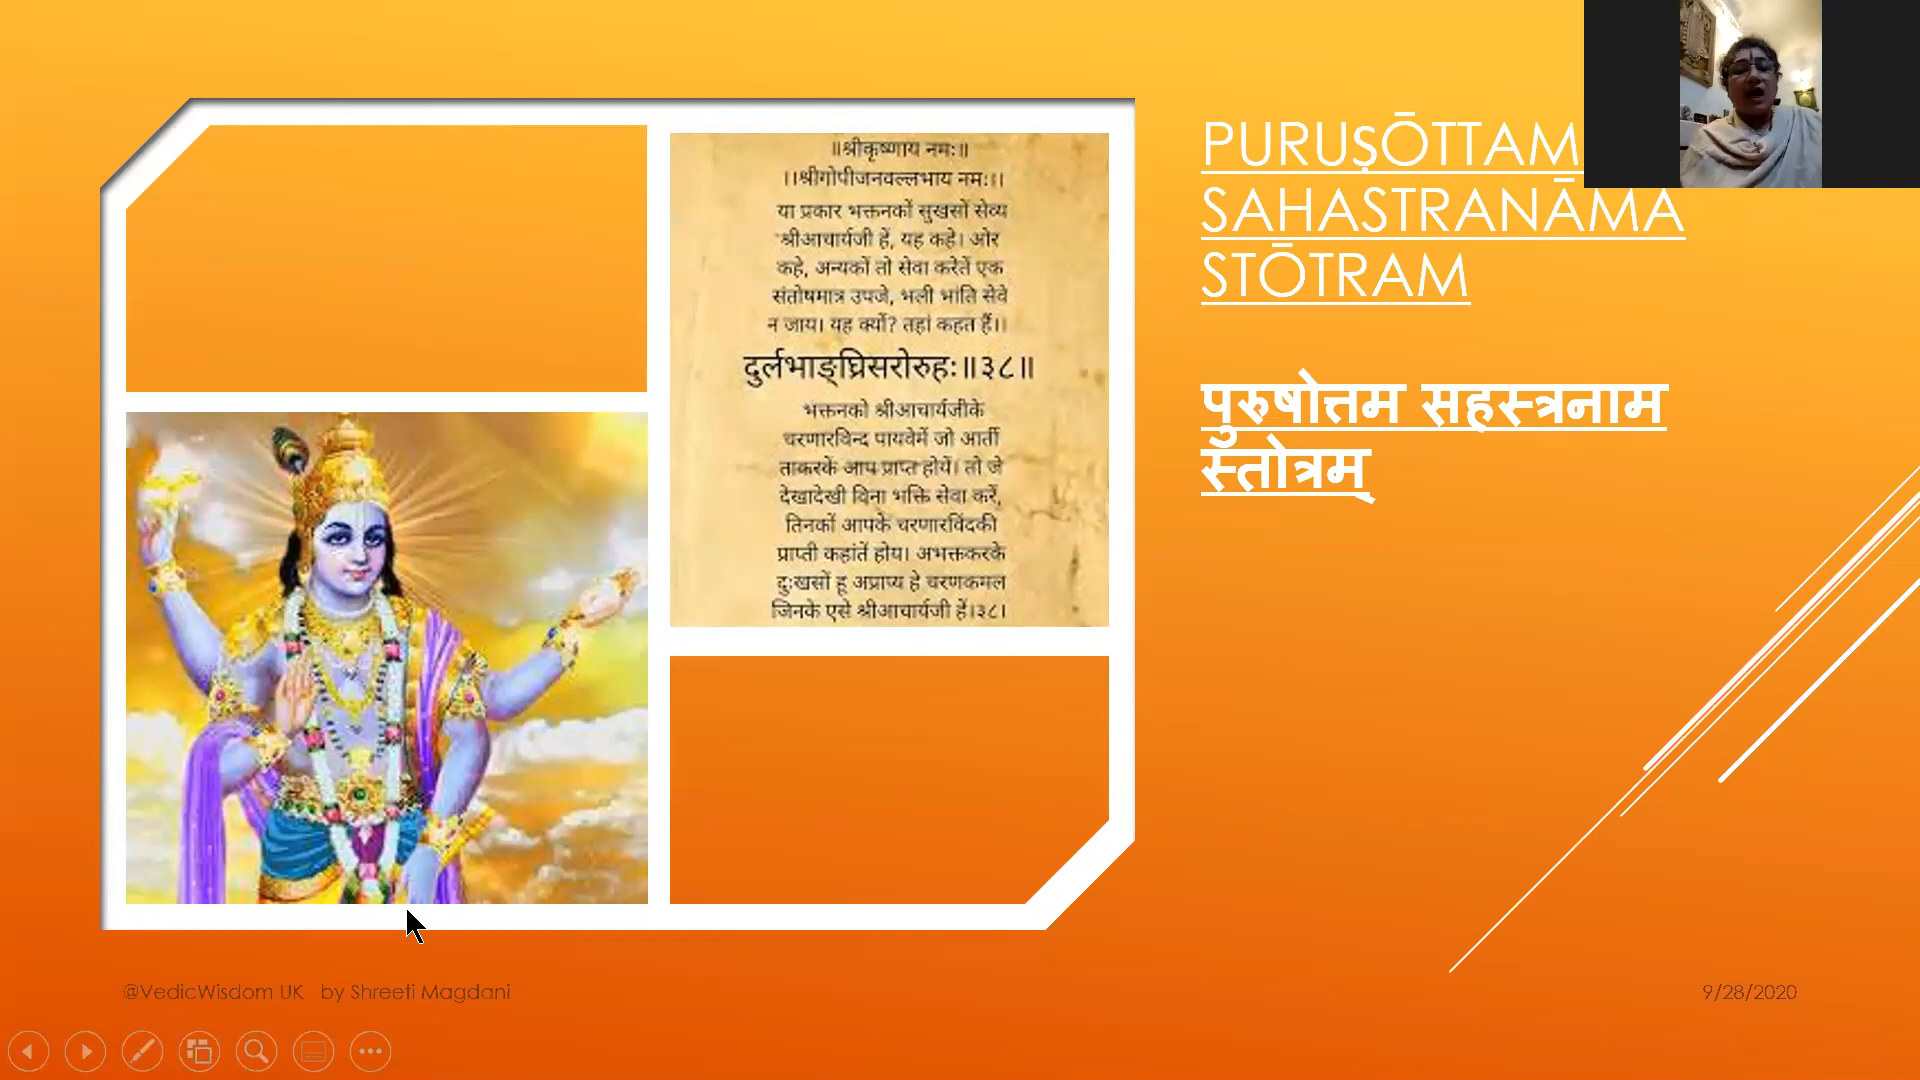 ॥श्रीकृष्णाय नमः॥
।।श्रीगोपीजनवल्लभाय नमः।।
या प्रकार भक्तनकों सुखसों सेव्य
श्रीआचार्यजी हें, यह कहे। ओर
कहे, अन्यकों तो सेवा करेतें एक
संतोषमात्र उपजे, भली भांति सेवे
न जाय। यह क्यों? तहां कहत हैं।।
दुर्लभाङ्घ्रिसरोरुहः॥३८॥
भक्तनको श्रीआचार्यजीके
चरणारविन्द पायवेमें जो आर्ती
ताकरकें आप प्राप्त होयें। तो जे
देखादेखी विना भक्ति सेवा करें,
तिनकों आपके चरणारविंदकी
प्राप्ती कहांतें होय। अभक्तकरके
दुःखसों हू अप्राप्य हे चरणकमल
जिनके एसे श्रीआचार्यजी हें।३८।
PURUṢŌTTAM
SAHASTRANĀMA
STŌTRAM
पुरुषोत्तम सहस्त्रनाम
स्तोत्रम्
@VedicWisdom UK by Shreeti Magdani
9/28/2020